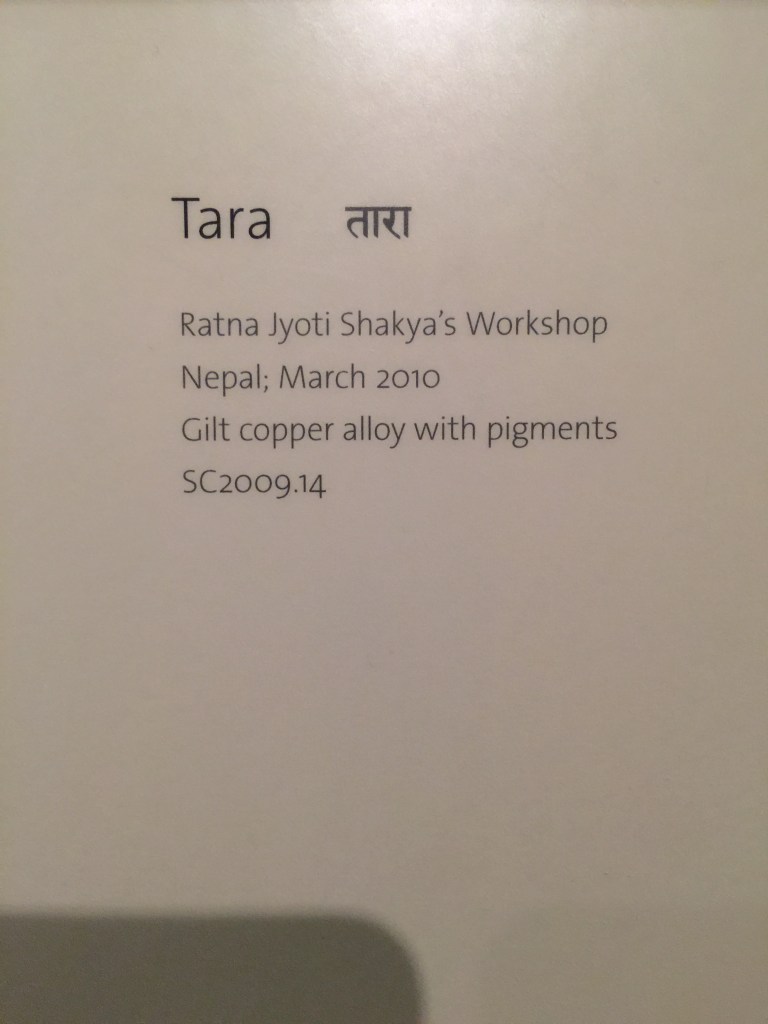 Tara तारा
Ratna Jyoti Shakya's Workshop
Nepal; March 2010
Gilt copper alloy with pigments
SC2009.14